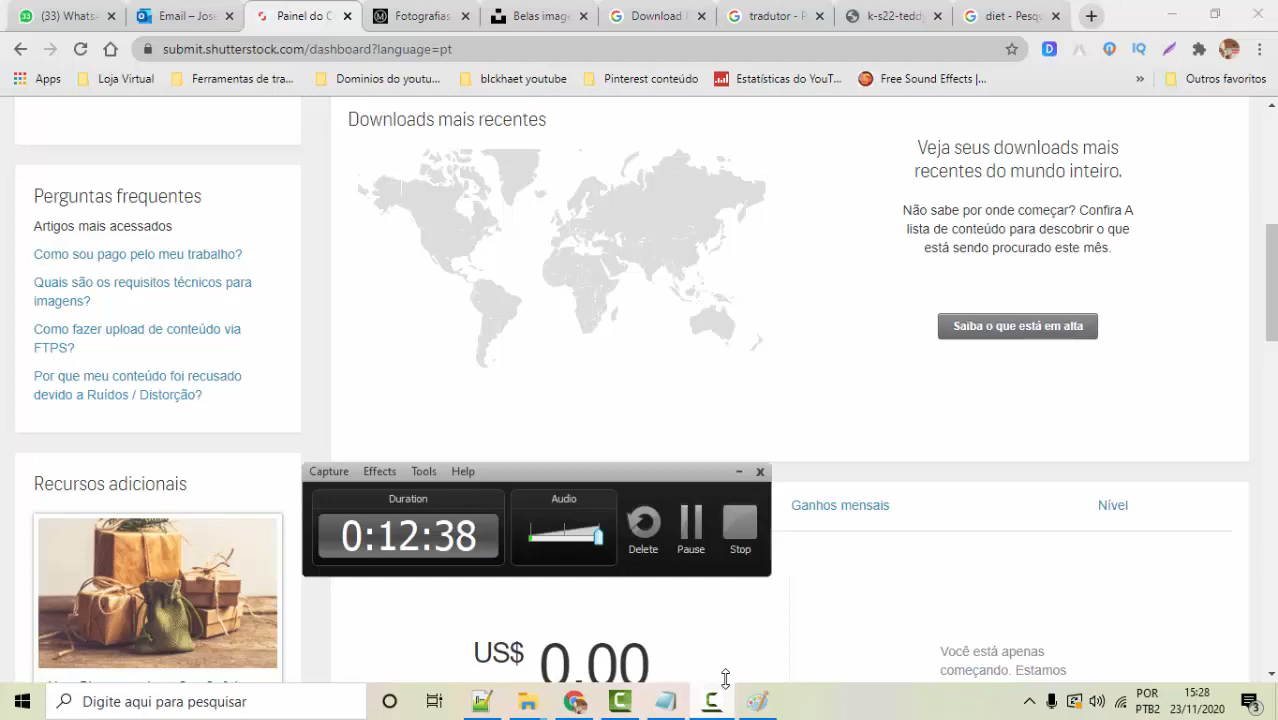 (33) Whats
Email – Jos
Painel do C
Fotografias
Belas imag
Download
tradutor - P
k-s22-teddy
diet - Pesq
submit.shutterstock.com/dashboard?language=pt
Apps
Loja Virtual
Ferramentas de tra...
Dominios do youtu...
blckhaet youtube
Pinterest conteúdo
Estatísticas do YouT...
Free Sound Effects |...
»
Outros favoritos
Downloads mais recentes
Veja seus downloads mais
recentes do mundo inteiro.
Não sabe por onde começar? Confira A
lista de conteúdo para descobrir o que
está sendo procurado este mês.
Saiba o que está em alta
Perguntas frequentes
Artigos mais acessados
Como sou pago pelo meu trabalho?
Quais são os requisitos técnicos para
imagens?
Como fazer upload de conteúdo via
FTPS?
Por que meu conteúdo foi recusado
devido a Ruídos / Distorção?
Recursos adicionais
Capture Effects Tools Help
Duration
0:12:38
Audio
Delete
Pause
Stop
Ganhos mensais
Nível
US$ 0,00
Você está apenas
começando. Estamos
Digite aqui para pesquisar
POR
PTB2
15:28
23/11/2020
3